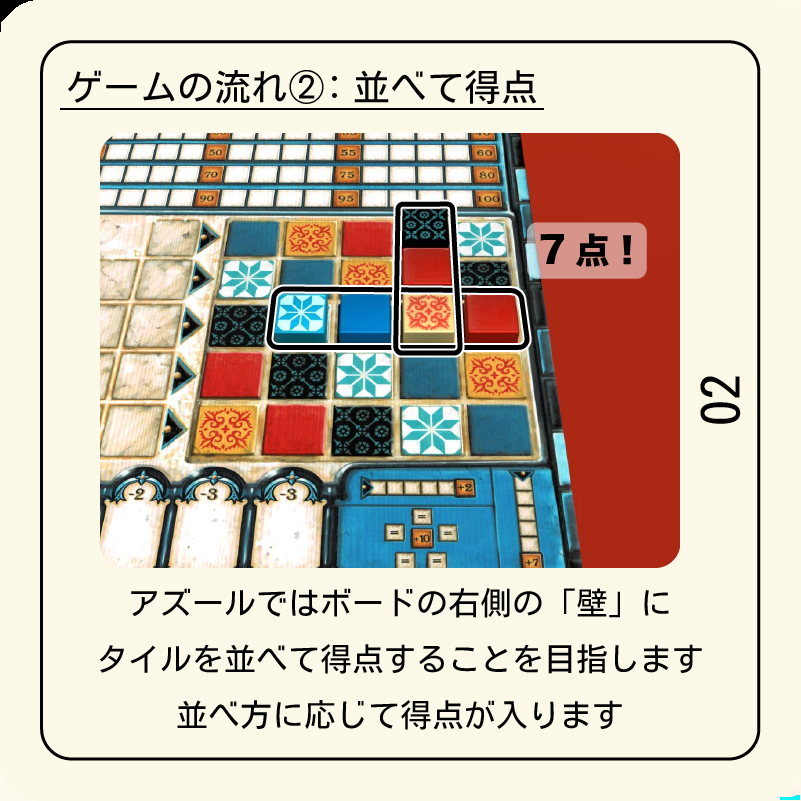 ゲームの流れ②：並べて得点
50 55 60
70 75 80
90 95 100
7点！
02
-2 -3 -3
+2
+10
+7
アズールではボードの右側の「壁」に
タイルを並べて得点することを目指します
並べ方に応じて得点が入ります